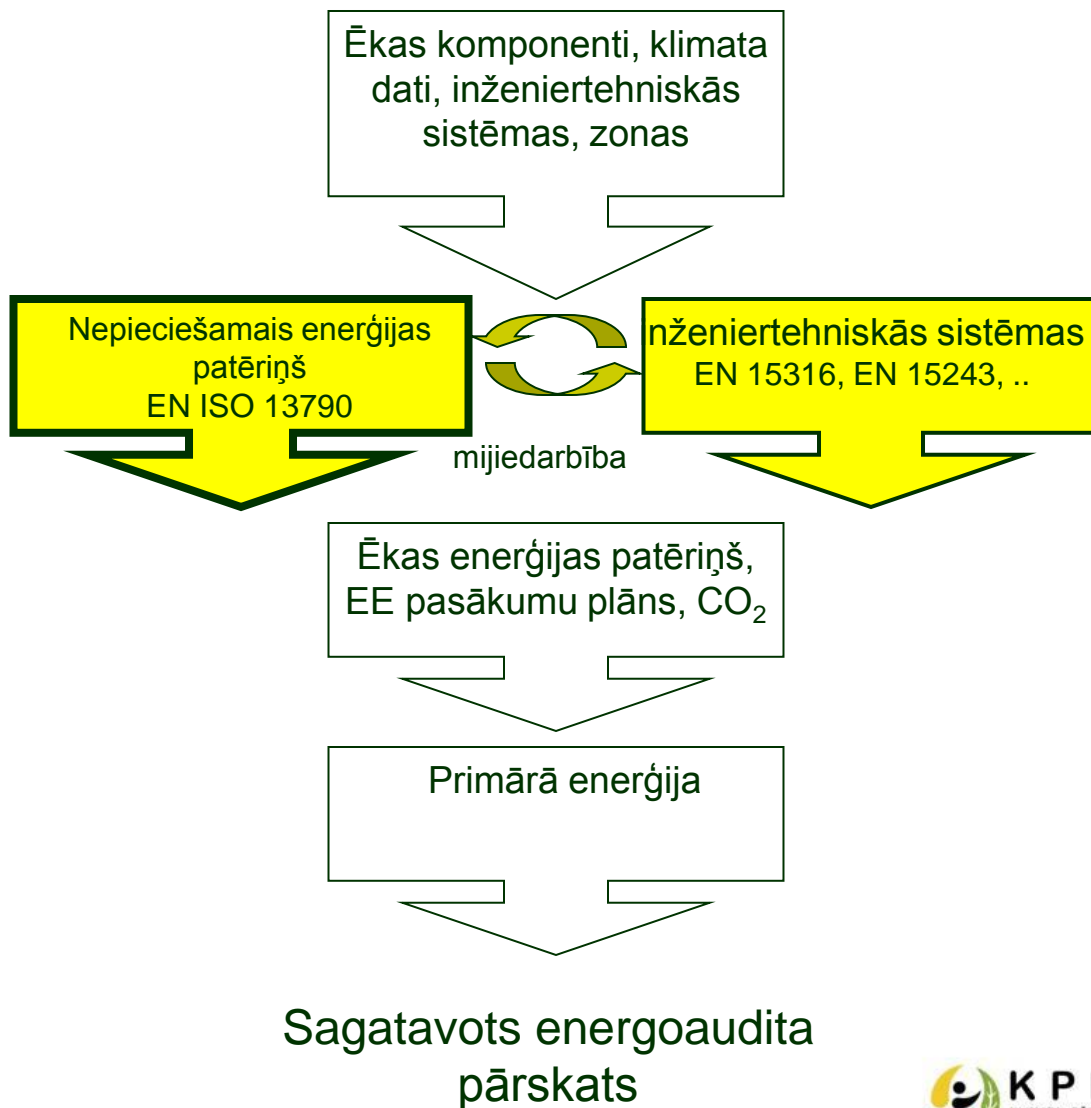 Ēkas komponenti, klimata
dati, inženiertehniskās
sistēmas, zonas
Nepieciešamais enerģijas
patēriņš
EN ISO 13790
nženiertehniskās sistēmas
EN 15316, EN 15243, ..
mijiedarbība
Ēkas enerģijas patēriņš,
EE pasākumu plāns, CO₂
Primārā enerģija
Sagatavots energoaudita
pārskats
K P